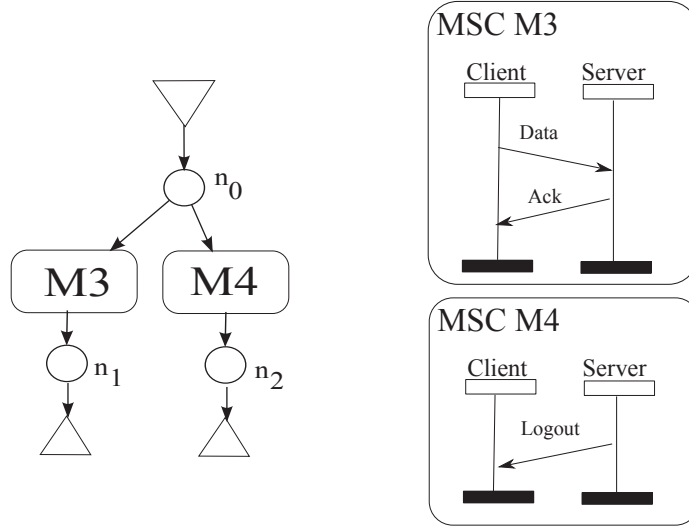 n0
M3 M4
n1 n2
MSC M3
Client Server
Data
Ack
MSC M4
Client Server
Logout